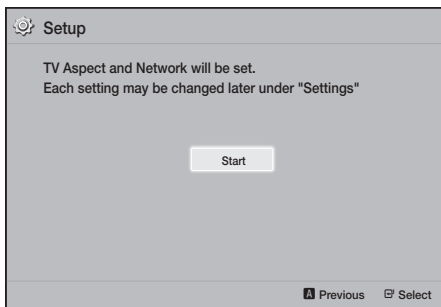 Setup
TV Aspect and Network will be set.
Each setting may be changed later under "Settings"
Start
A Previous Select